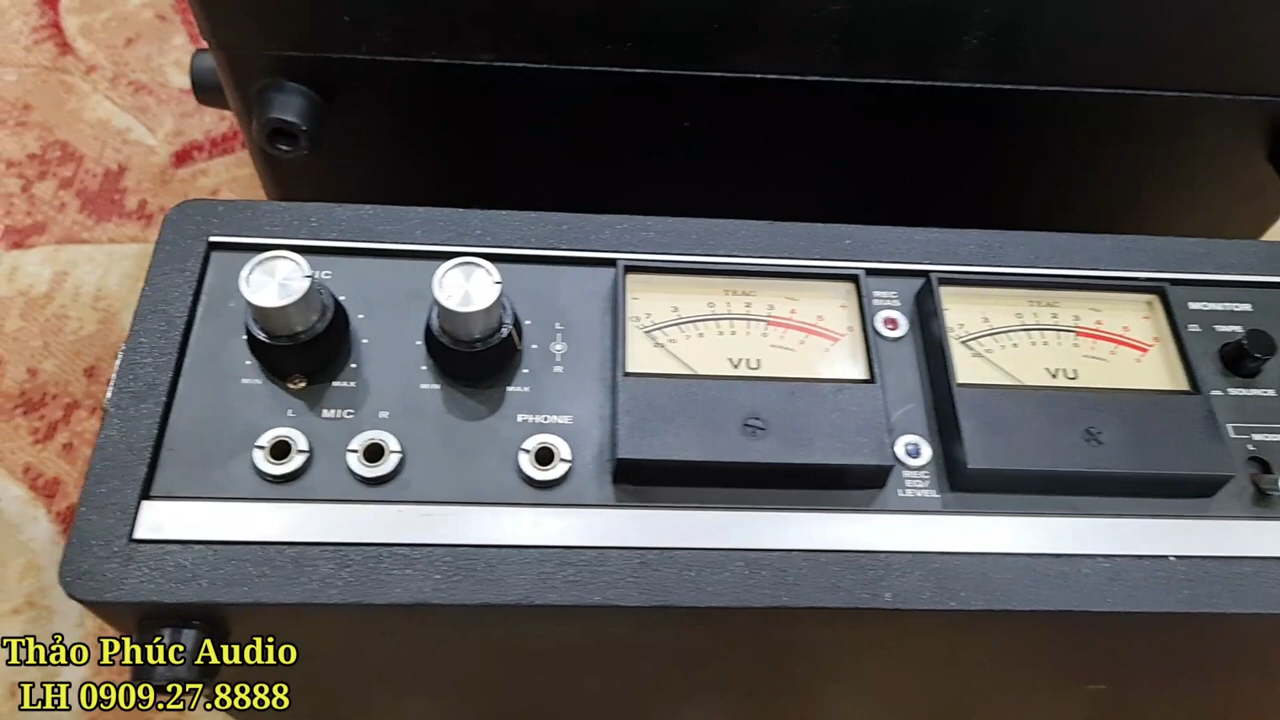 MIC
L
R
MIN
MAX
MIN
MAX
L
MIC
R
PHONE
TEAC
VU
REC
BIAS
REC
EQ/
LEVEL
TEAC
VU
MONITOR
TAPE
SOURCE
L
Thảo Phúc Audio
LH 0909.27.8888